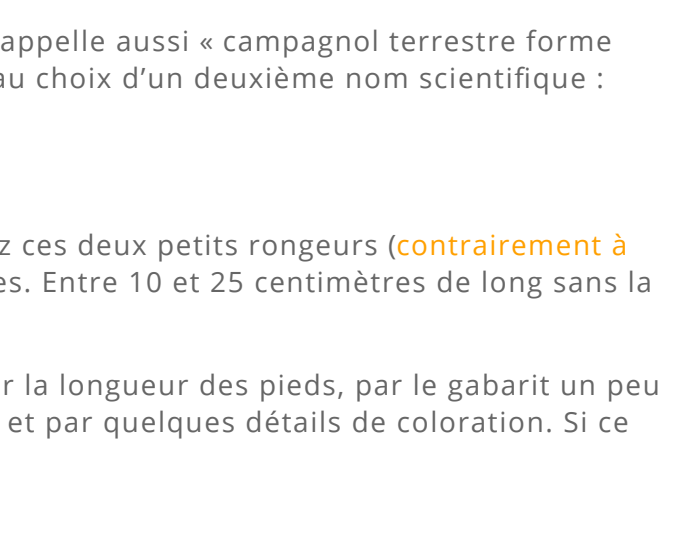 appelle aussi « campagnol terrestre forme
au choix d’un deuxième nom scientifique :
z ces deux petits rongeurs (contrairement à
es. Entre 10 et 25 centimètres de long sans la
r la longueur des pieds, par le gabarit un peu
et par quelques détails de coloration. Si ce